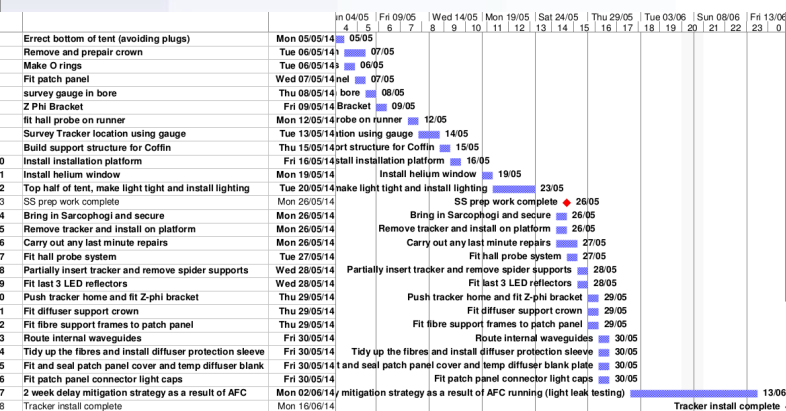 un 04/05 Fri 09/05 Wed 14/05 Mon 19/05 Sat 24/05 Thu 29/05 Tue 03/06 Sun 08/06 Fri 13/06
4 5 6 7 8 9 10 11 12 13 14 15 16 17 18 19 20 21 22 23 0
Errect bottom of tent (avoiding plugs) Mon 05/05/14 05/05
Remove and prepair crown Tue 06/05/14 07/05
Make O rings Tue 06/05/14 s 06/05
Fit patch panel Wed 07/05/14 nel 07/05
survey gauge in bore Thu 08/05/14 bore 08/05
Z Phi Bracket Fri 09/05/14 Bracket 09/05
fit hall probe on runner Mon 12/05/14 robe on runner 12/05
Survey Tracker location using gauge Tue 13/05/14 ation using gauge 14/05
Build support structure for Coffin Thu 15/05/14 ort structure for Coffin 15/05
0 Install installation platform Fri 16/05/14 stall installation platform 16/05
1 Install helium window Mon 19/05/14 Install helium window 19/05
2 Top half of tent, make light tight and install lighting Tue 20/05/14 make light tight and install lighting 23/05
3 SS prep work complete Mon 26/05/14 SS prep work complete 26/05
4 Bring in Sarcophogi and secure Mon 26/05/14 Bring in Sarcophogi and secure 26/05
5 Remove tracker and install on platform Mon 26/05/14 Remove tracker and install on platform 26/05
6 Carry out any last minute repairs Mon 26/05/14 Carry out any last minute repairs 27/05
7 Fit hall probe system Tue 27/05/14 Fit hall probe system 27/05
8 Partially insert tracker and remove spider supports Wed 28/05/14 Partially insert tracker and remove spider supports 28/05
9 Fit last 3 LED reflectors Wed 28/05/14 Fit last 3 LED reflectors 28/05
0 Push tracker home and fit Z-phi bracket Thu 29/05/14 Push tracker home and fit Z-phi bracket 29/05
1 Fit diffuser support crown Thu 29/05/14 Fit diffuser support crown 29/05
2 Fit fibre support frames to patch panel Thu 29/05/14 Fit fibre support frames to patch panel 29/05
3 Route internal waveguides Fri 30/05/14 Route internal waveguides 30/05
4 Tidy up the fibres and install diffuser protection sleeve Fri 30/05/14 Tidy up the fibres and install diffuser protection sleeve 30/05
5 Fit and seal patch panel cover and temp diffuser blank Fri 30/05/14 t and seal patch panel cover and temp diffuser blank plate 30/05
6 Fit patch panel connector light caps Fri 30/05/14 Fit patch panel connector light caps 30/05
7 2 week delay mitigation strategy as a result of AFC Mon 02/06/14 y mitigation strategy as a result of AFC running (light leak testing) 13/06
8 Tracker install complete Mon 16/06/14 Tracker install complete